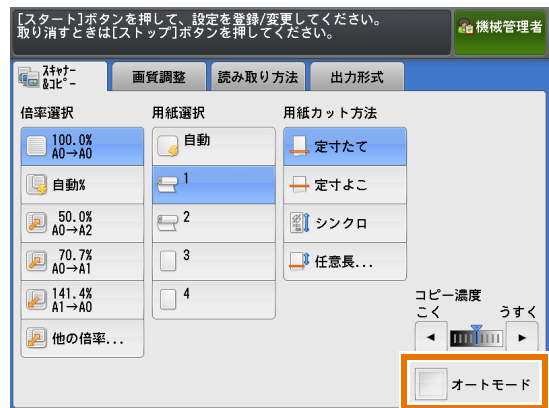 [スタート]ボタンを押して、設定を登録/変更してください。
取り消すときは[ストップ]ボタンを押してください。
機械管理者
スキャナー
&コピー
画質調整
読み取り方法
出力形式
倍率選択
用紙選択
用紙カット方法
100.0%
A0→A0
自動
定寸たて
自動%
1
定寸よこ
50.0%
A0→A2
2
シンクロ
70.7%
A0→A1
3
任意長...
141.4%
A1→A0
4
コピー濃度
こく うすく
他の倍率...
オートモード